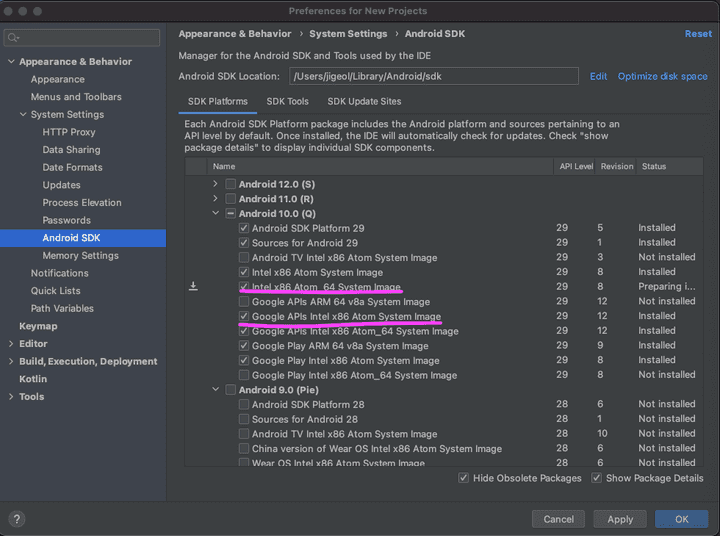 Preferences for New Projects
Appearance & Behavior
Appearance
Menus and Toolbars
System Settings
HTTP Proxy
Data Sharing
Date Formats
Updates
Process Elevation
Passwords
Android SDK
Memory Settings
Notifications
Quick Lists
Path Variables
Keymap
Editor
Build, Execution, Deployment
Kotlin
Tools
Appearance & Behavior > System Settings > Android SDK Reset
Manager for the Android SDK and Tools used by the IDE
Android SDK Location: /Users/jigeol/Library/Android/sdk Edit Optimize disk space
SDK Platforms SDK Tools SDK Update Sites
Each Android SDK Platform package includes the Android platform and sources pertaining to an
API level by default. Once installed, the IDE will automatically check for updates. Check "show
package details" to display individual SDK components.
Name API Level Revision Status
Android 12.0 (S)
Android 11.0 (R)
Android 10.0 (Q)
Android SDK Platform 29 29 5 Installed
Sources for Android 29 29 1 Installed
Android TV Intel x86 Atom System Image 29 3 Not installed
Intel x86 Atom System Image 29 8 Installed
Intel x86 Atom_64 System Image 29 8 Preparing i...
Google APIs ARM 64 v8a System Image 29 12 Not installed
Google APIs Intel x86 Atom System Image 29 12 Installed
Google APIs Intel x86 Atom_64 System Image 29 12 Installed
Google Play ARM 64 v8a System Image 29 9 Installed
Google Play Intel x86 Atom System Image 29 8 Installed
Google Play Intel x86 Atom_64 System Image 29 8 Not installed
Android 9.0 (Pie)
Android SDK Platform 28 28 6 Not installed
Sources for Android 28 28 1 Not installed
Android TV Intel x86 Atom System Image 28 10 Not installed
China version of Wear OS Intel x86 Atom System Image 28 6 Not installed
Wear OS Intel x86 Atom System Image 28 6 Not installed
Hide Obsolete Packages Show Package Details
? Cancel Apply OK